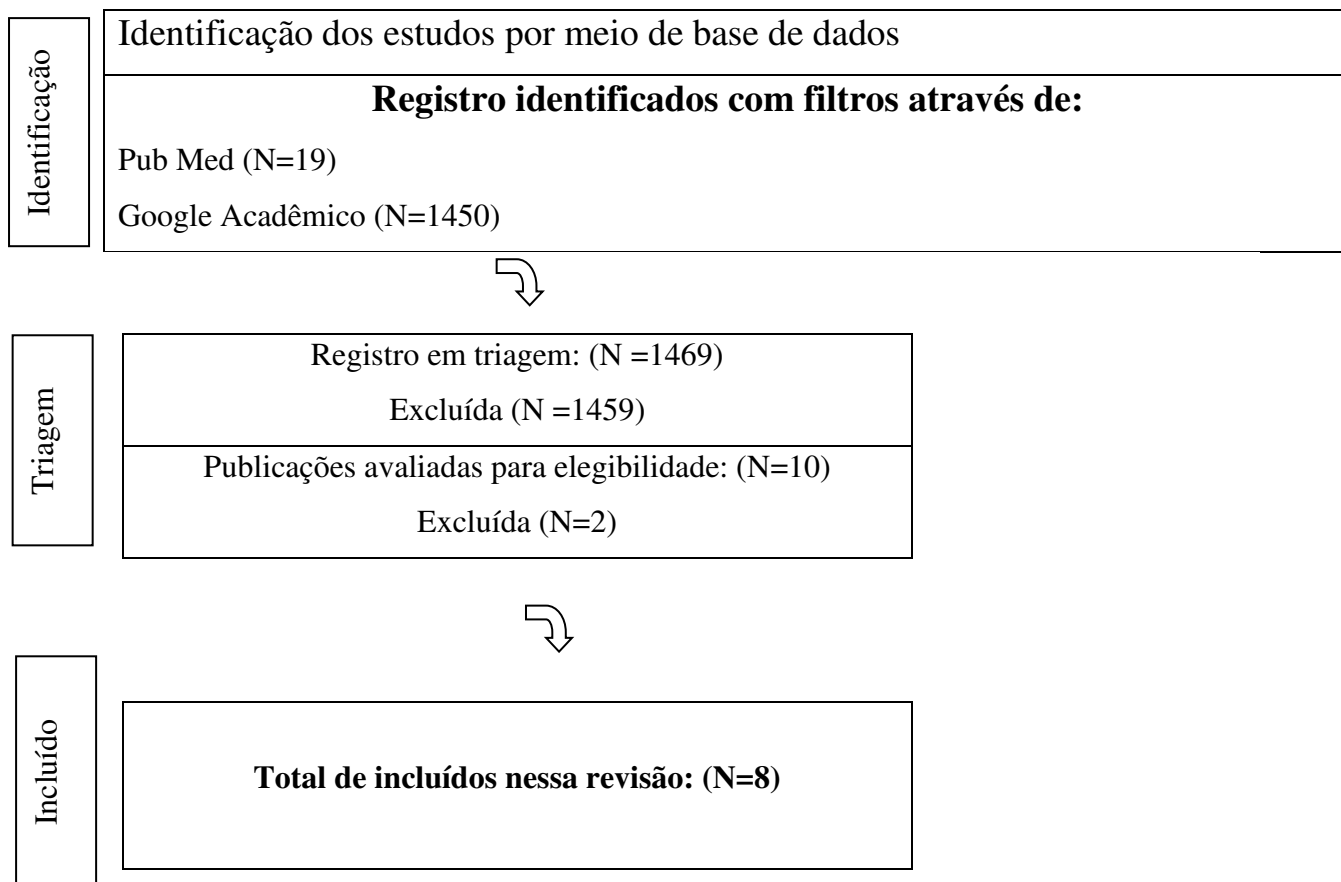 Identificação
Identificação dos estudos por meio de base de dados
Registro identificados com filtros através de:
Pub Med (N=19)
Google Acadêmico (N=1450)
Triagem
Registro em triagem: (N =1469)
Excluída (N =1459)
Publicações avaliadas para elegibilidade: (N=10)
Excluída (N=2)
Incluído
Total de incluídos nessa revisão: (N=8)